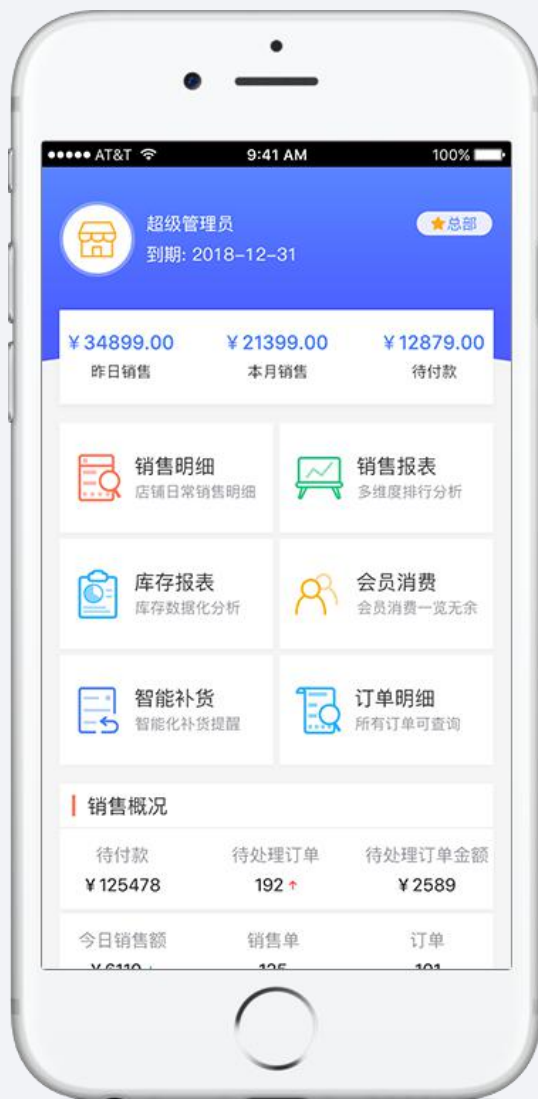 AT&T 9:41 AM 100%
超级管理员
总部
到期: 2018-12-31
¥34899.00 ¥21399.00 ¥12879.00
昨日销售 本月销售 待付款
销售明细 销售报表
店铺日常销售明细 多维度排行分析
库存报表 会员消费
库存数据化分析 会员消费一览无余
智能补货 订单明细
智能化补货提醒 所有订单可查询
销售概况
待付款 待处理订单 待处理订单金额
¥125478 192↑ ¥2589
今日销售额 销售单 订单